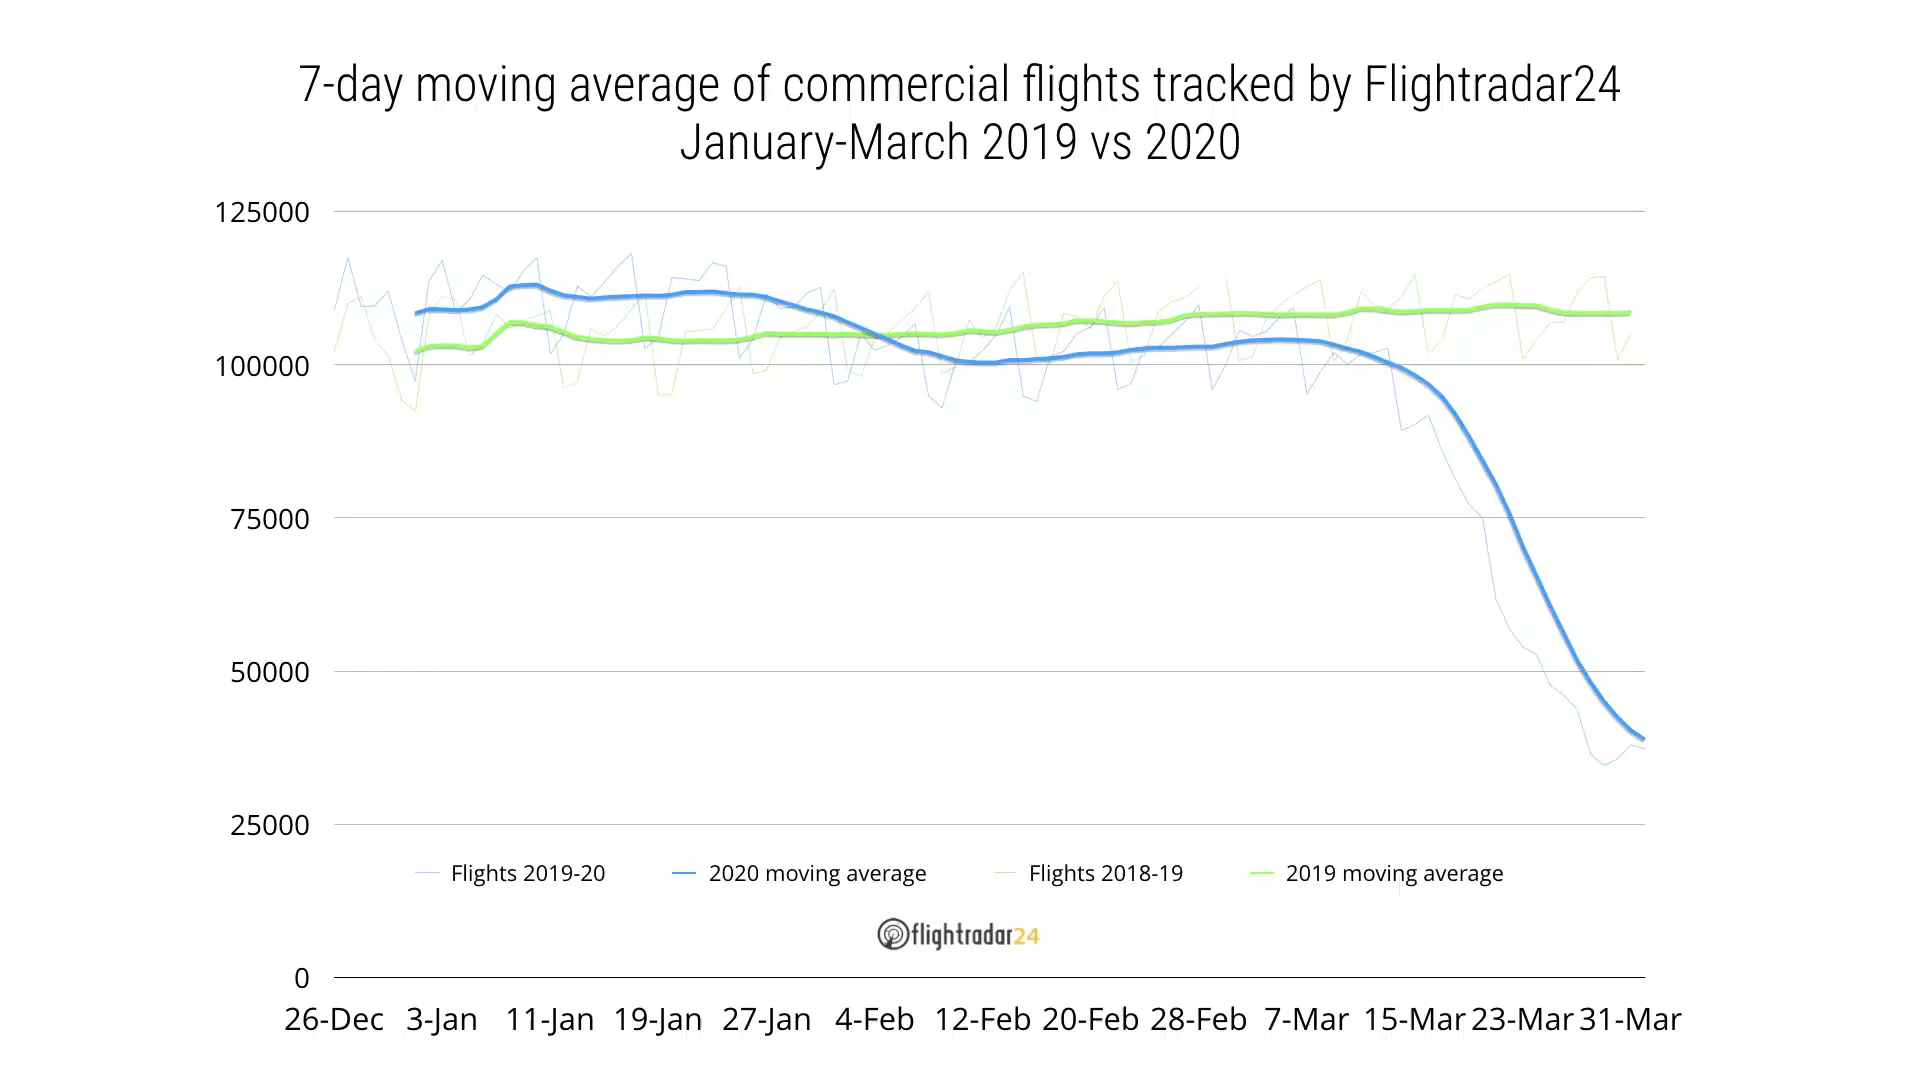 7-day moving average of commercial flights tracked by Flightradar24
January-March 2019 vs 2020
125000
100000
75000
50000
25000
Flights 2019-20 2020 moving average Flights 2018-19 2019 moving average
flightradar24
0
26-Dec 3-Jan 11-Jan 19-Jan 27-Jan 4-Feb 12-Feb 20-Feb 28-Feb 7-Mar 15-Mar 23-Mar 31-Mar